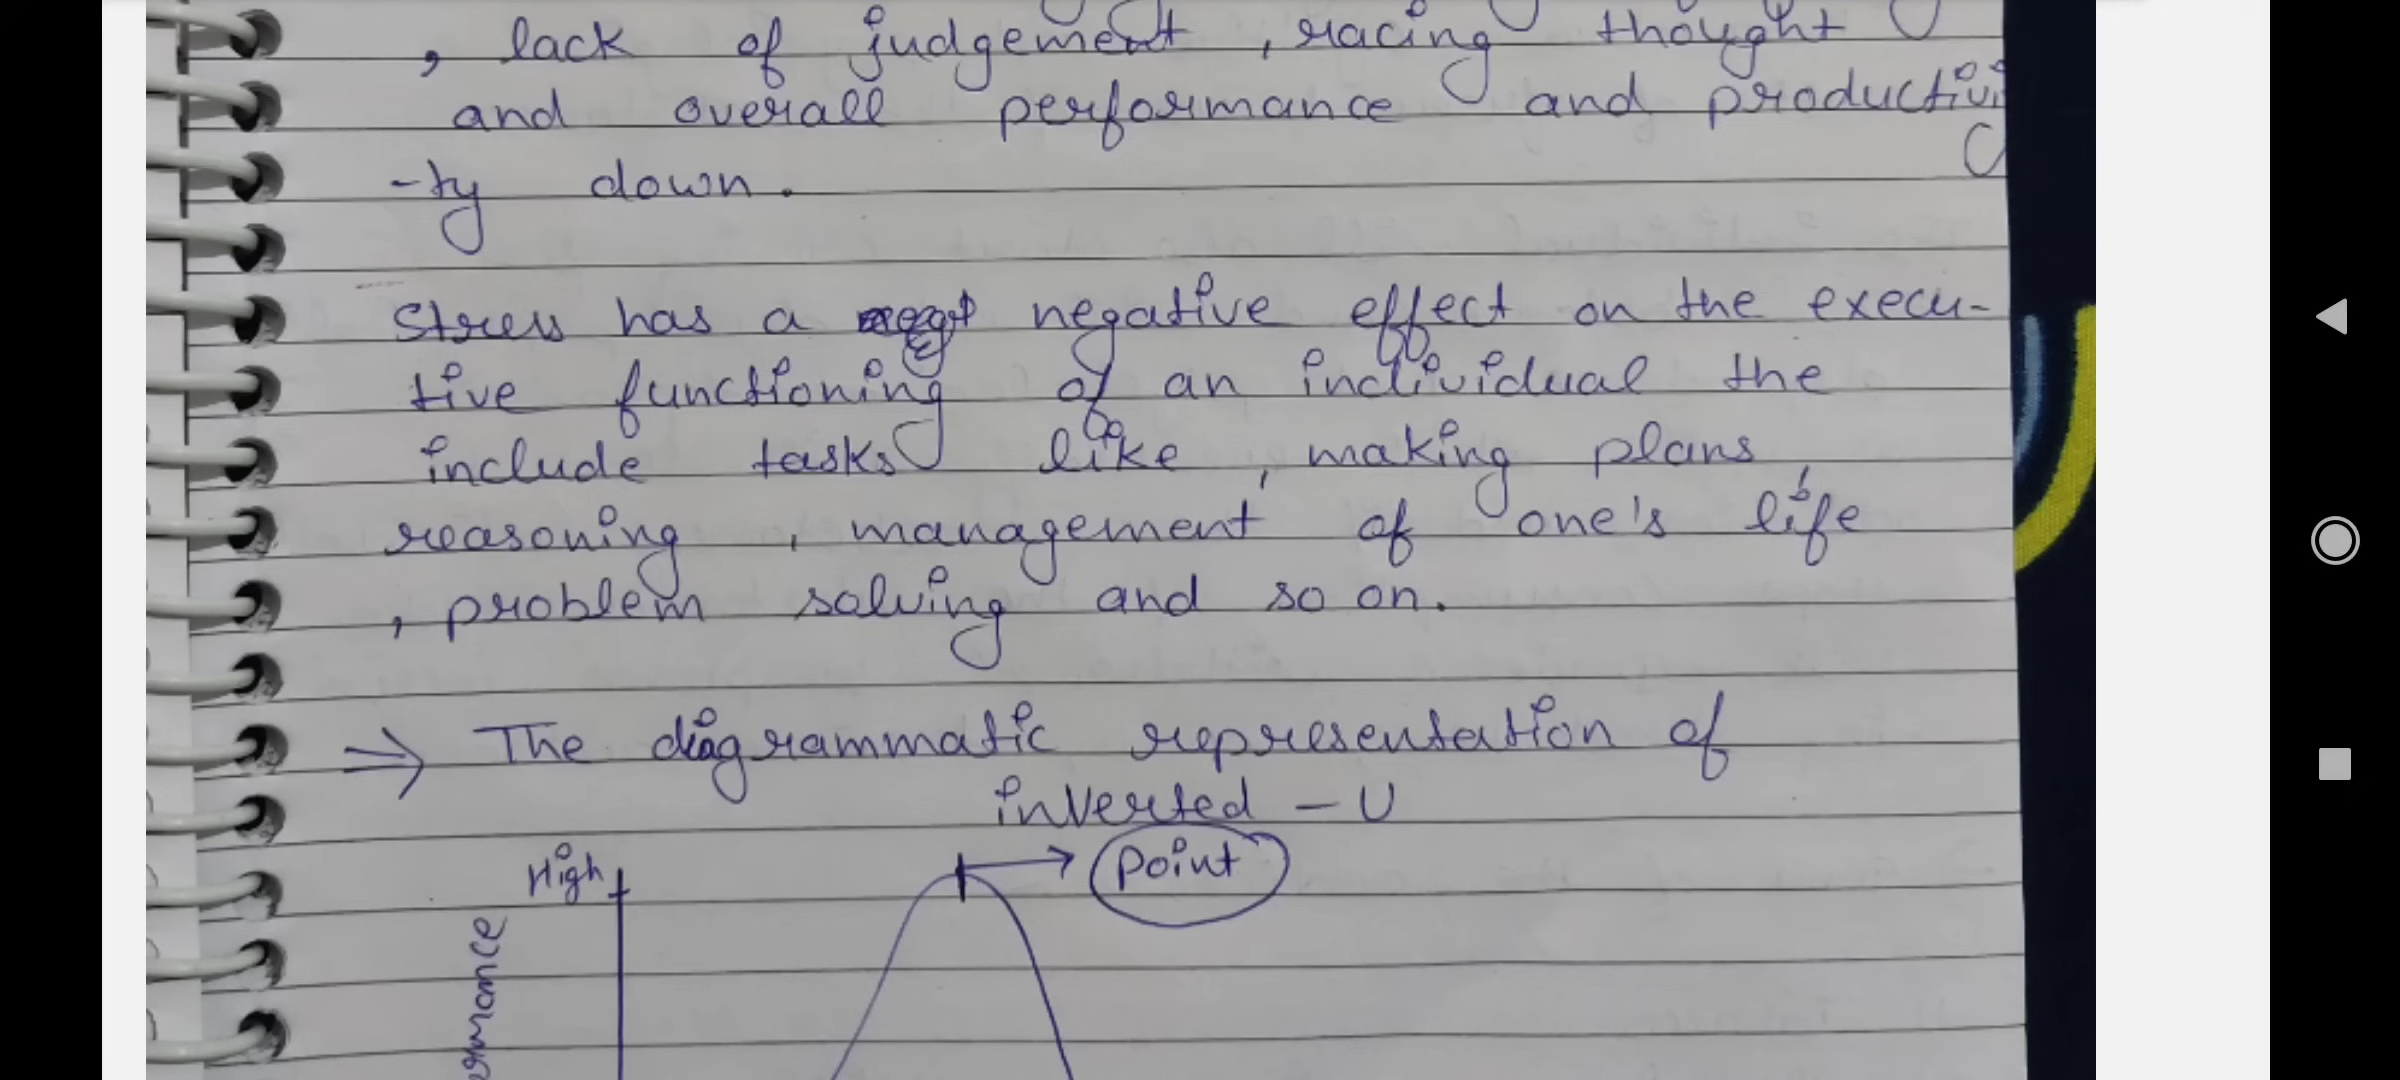 , lack of judgement, racing thought
and overall performance and productivi
-ty down.
Stress has a negative effect on the execu-
tive functioning of an individual the
include tasks like, making plans,
reasoning, management of one's life
, problem solving and so on.
⇒ The diagrammatic representation of
inverted - U
High
Point